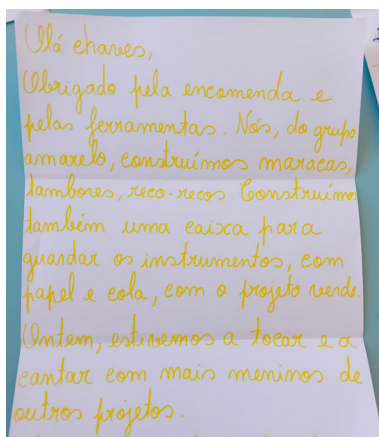 Olá chaves,
Obrigado pela encomenda e
pelas ferramentas. Nós, do grupo
amarelo, construímos maracas,
tambores, reco-recos Construímos
também uma caixa para
guardar os instrumentos, com
papel e cola, com o projeto verde.
Ontem, estivemos a tocar e a
cantar com mais meninos de
outros projetos.